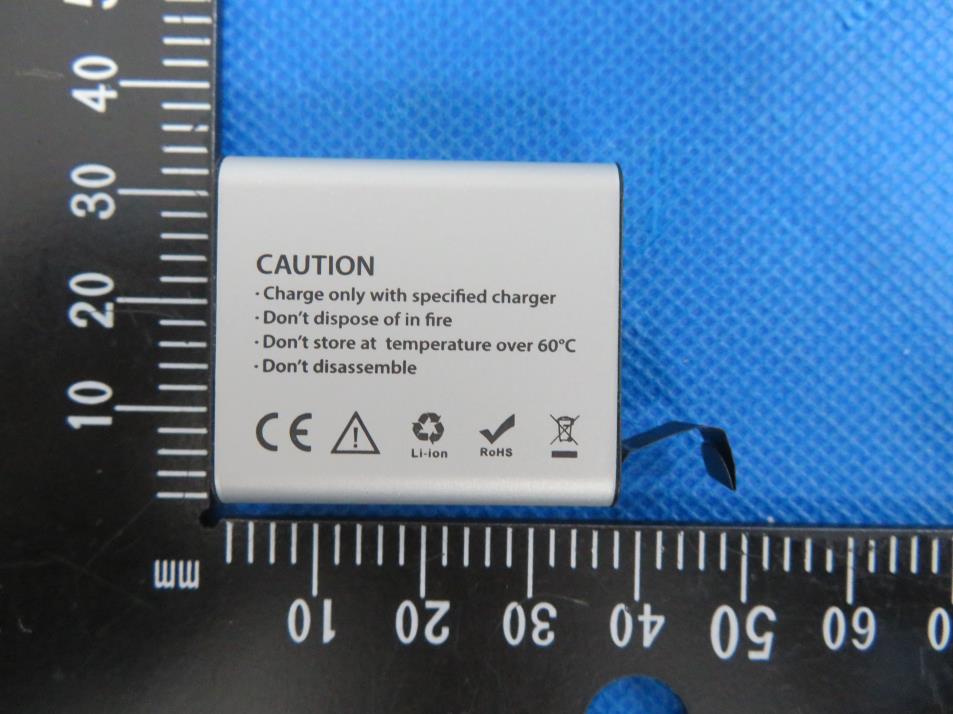 CAUTION
· Charge only with specified charger
· Don't dispose of in fire
· Don't store at temperature over 60°C
· Don't disassemble
CE
Li-ion
RoHS
40
30
20
10
mm
10 20 30 40 50 60